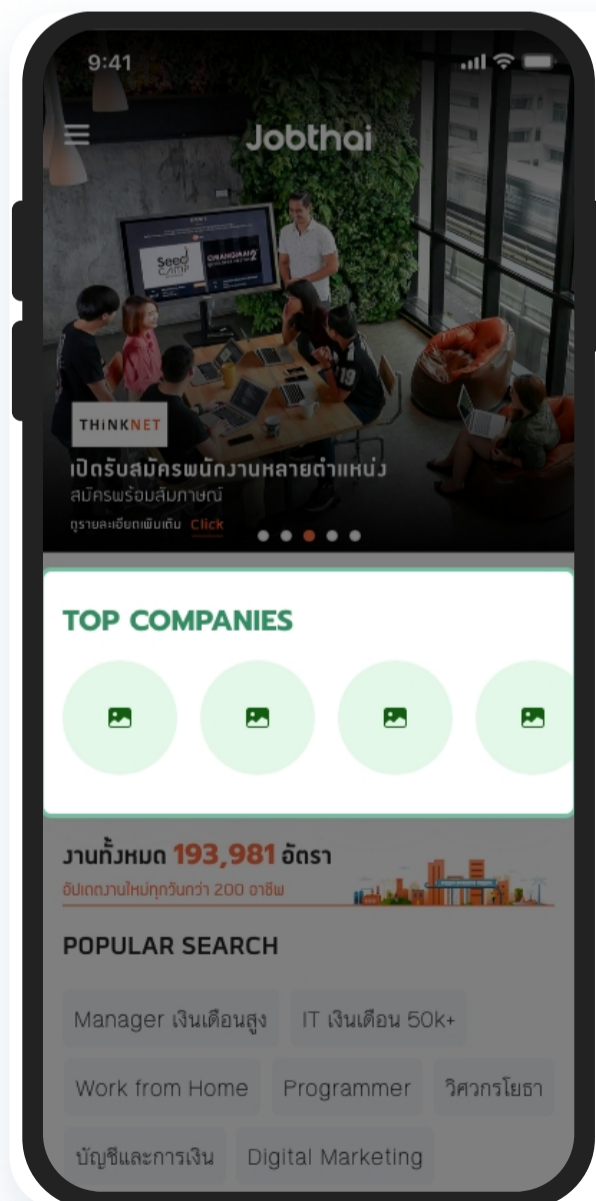 9:41
Jobthai
Seed
CAMP
CHIANGMAI 2
THiNKNET
เปิดรับสมัครพนักงานหลายตำแหน่ง
สมัครพร้อมสัมภาษณ์
ดูรายละเอียดเพิ่มเติม Click
TOP COMPANIES
งานทั้งหมด 193,981 อัตรา
อัปเดตงานใหม่ทุกวันกว่า 200 อาชีพ
POPULAR SEARCH
Manager เงินเดือนสูง IT เงินเดือน 50k+
Work from Home Programmer วิศวกรโยธา
บัญชีและการเงิน Digital Marketing